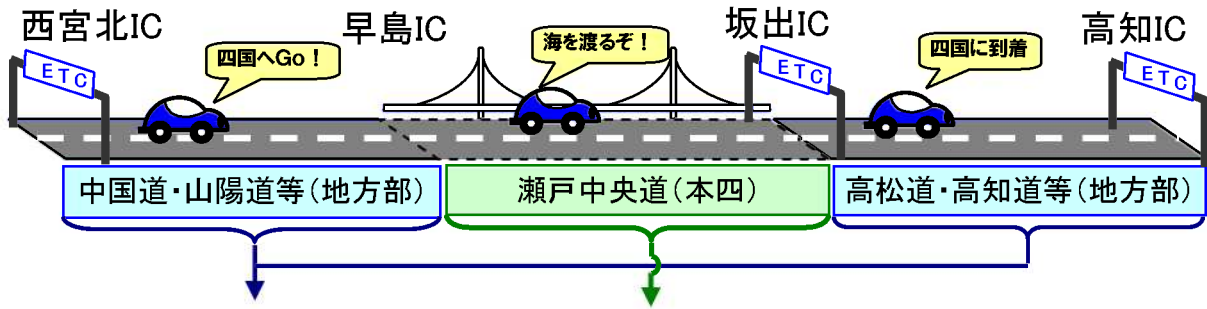 西宮北IC
早島IC
坂出IC
高知IC
四国へGo！
海を渡るぞ！
四国に到着
ETC
ETC
ETC
中国道・山陽道等(地方部)
瀬戸中央道(本四)
高松道・高知道等(地方部)